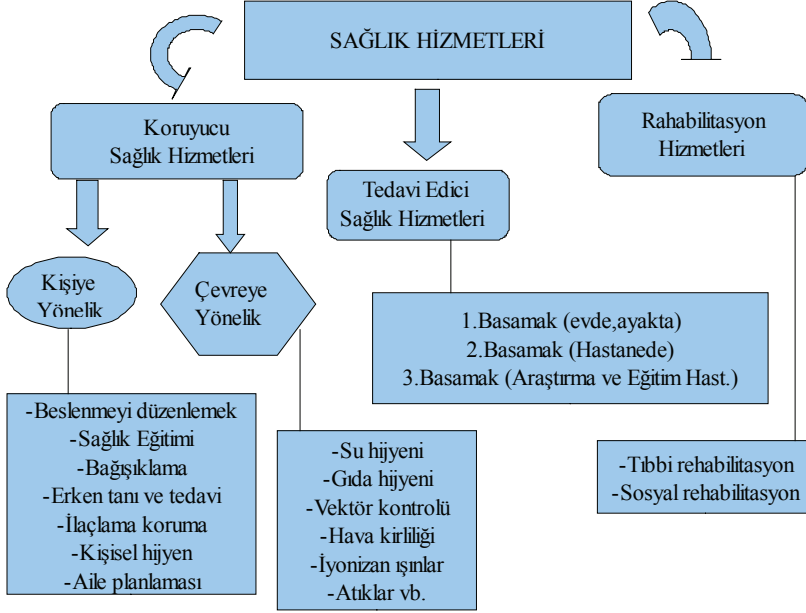 SAĞLIK HİZMETLERİ
Koruyucu
Sağlık Hizmetleri
Tedavi Edici
Sağlık Hizmetleri
Rahabilitasyon
Hizmetleri
Kişiye
Yönelik
Çevreye
Yönelik
1.Basamak (evde,ayakta)
2.Basamak (Hastanede)
3.Basamak (Araştırma ve Eğitim Hast.)
-Beslenmeyi düzenlemek
-Sağlık Eğitimi
-Bağışıklama
-Erken tanı ve tedavi
-İlaçlama koruma
-Kişisel hijyen
-Aile planlaması
-Su hijyeni
-Gıda hijyeni
-Vektör kontrolü
-Hava kirliliği
-İyonizan ışınlar
-Atıklar vb.
-Tıbbi rehabilitasyon
-Sosyal rehabilitasyon